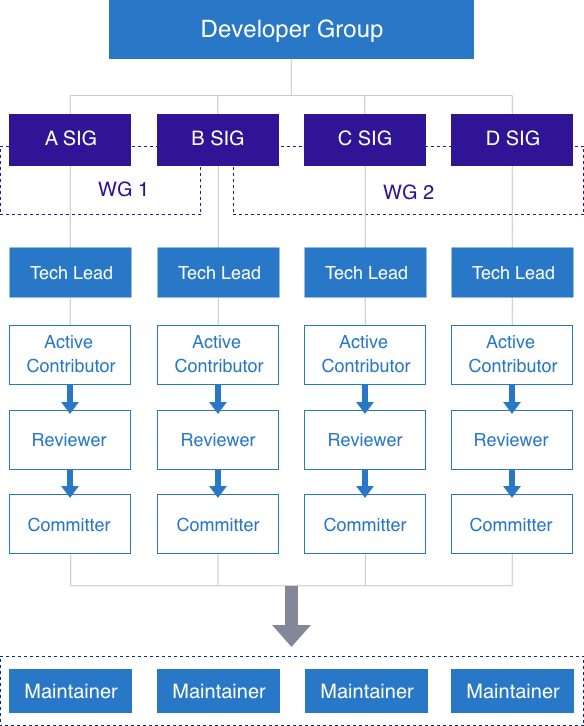 Developer Group
A SIG
B SIG
C SIG
D SIG
WG 1
WG 2
Tech Lead
Tech Lead
Tech Lead
Tech Lead
Active
Contributor
Active
Contributor
Active
Contributor
Active
Contributor
Reviewer
Reviewer
Reviewer
Reviewer
Committer
Committer
Committer
Committer
Maintainer
Maintainer
Maintainer
Maintainer